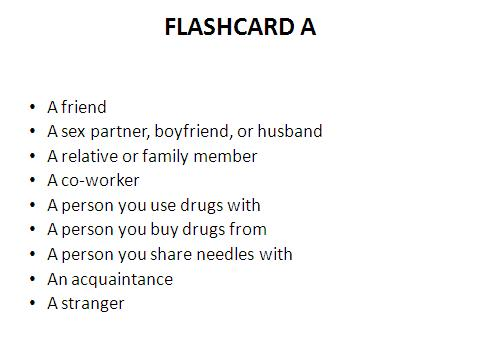 FLASHCARD A
• A friend
• A sex partner, boyfriend, or husband
• A relative or family member
• A co-worker
• A person you use drugs with
• A person you buy drugs from
• A person you share needles with
• An acquaintance
• A stranger